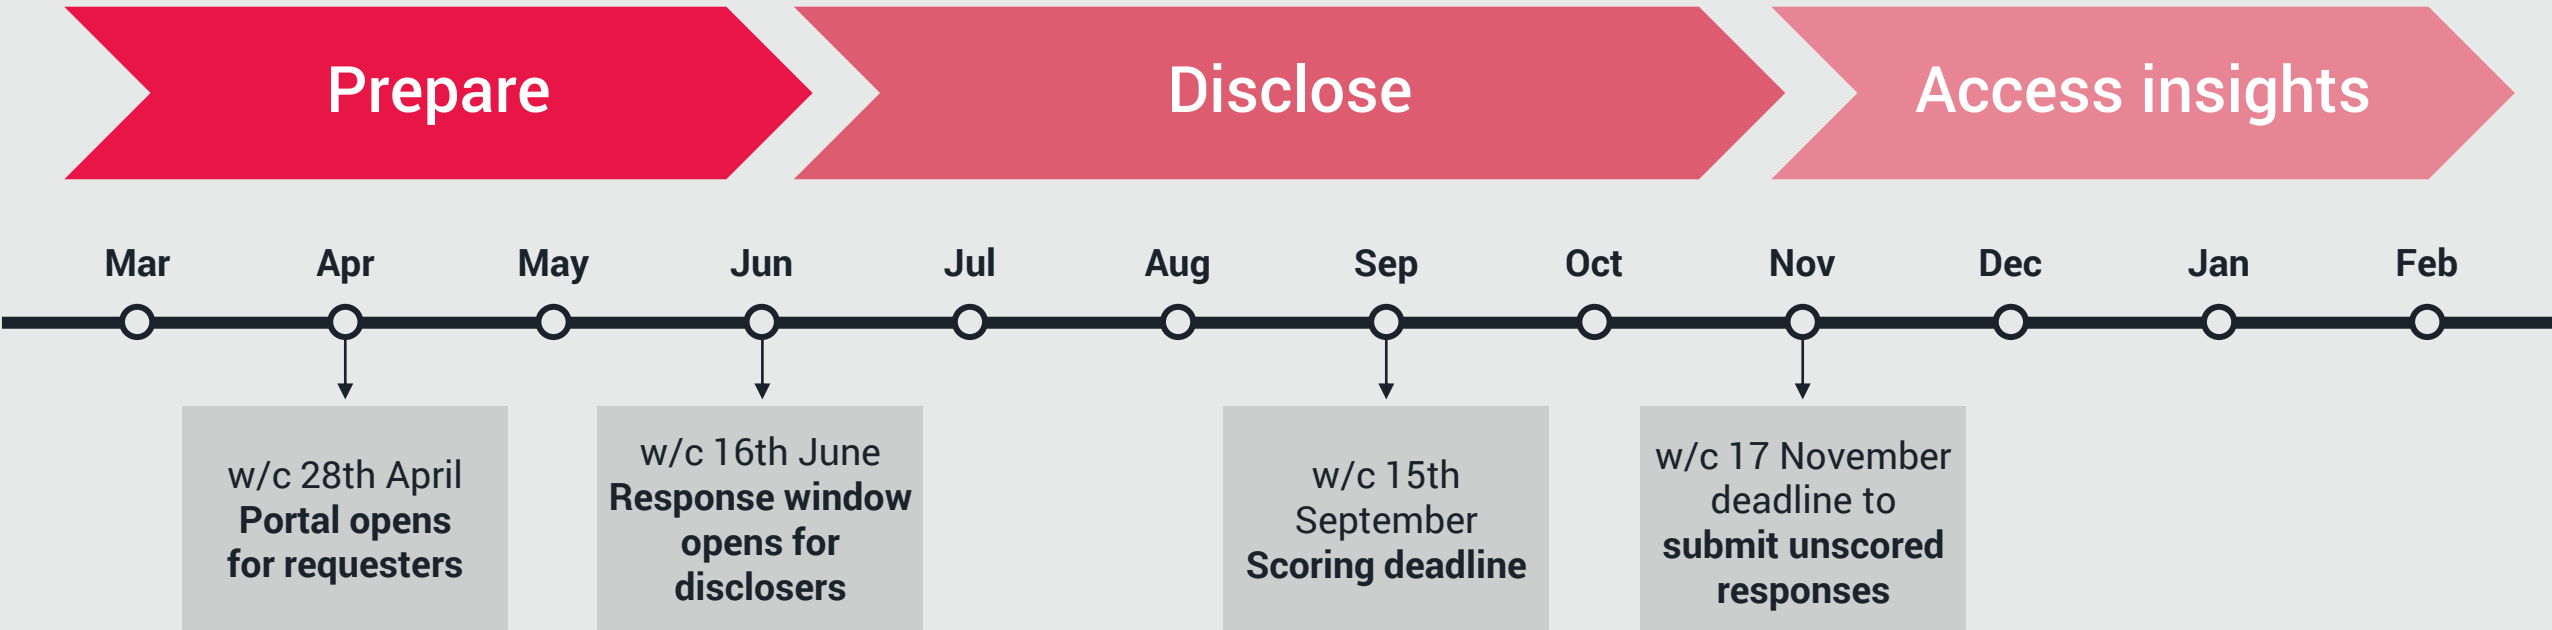 Prepare
Disclose
Access insights
Mar
Apr
May
Jun
Jul
Aug
Sep
Oct
Nov
Dec
Jan
Feb
w/c 28th April
Portal opens
for requesters
w/c 16th June
Response window
opens for
disclosers
w/c 15th
September
Scoring deadline
w/c 17 November
deadline to
submit unscored
responses